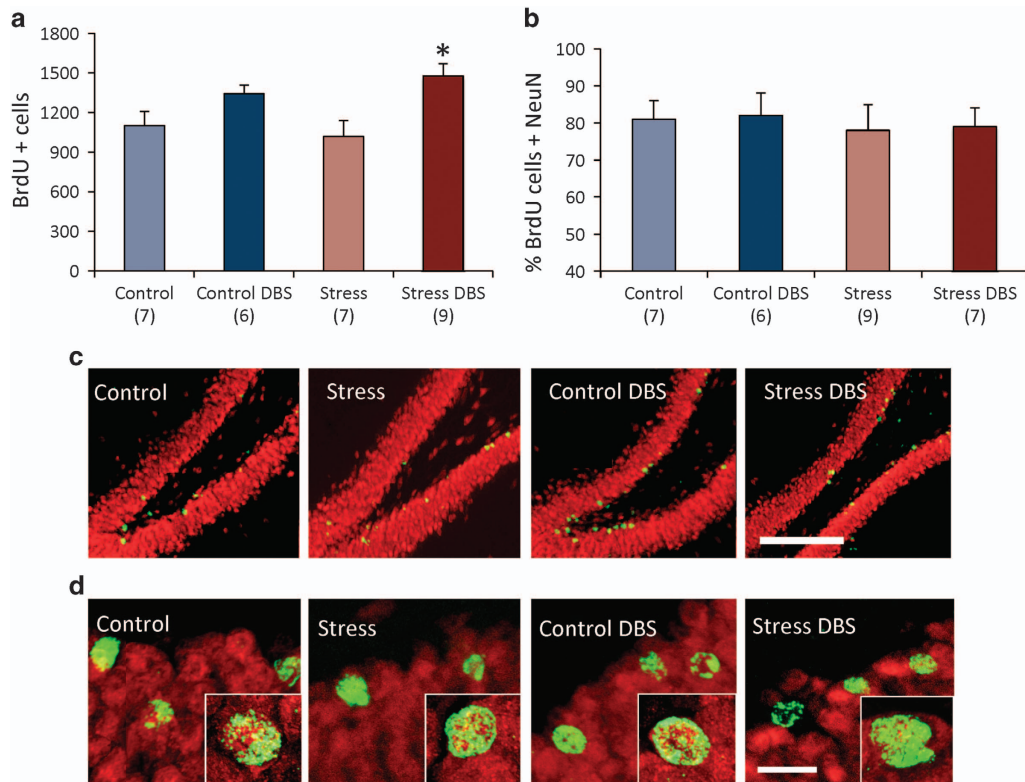 a
BrdU + cells
1800
1500
1200
900
600
300
0
*
Control
(7)
Control DBS
(6)
Stress
(7)
Stress DBS
(9)
b
% BrdU cells + NeuN
100
90
80
70
60
50
40
Control
(7)
Control DBS
(6)
Stress
(9)
Stress DBS
(7)
c
Control
Stress
Control DBS
Stress DBS
d
Control
Stress
Control DBS
Stress DBS